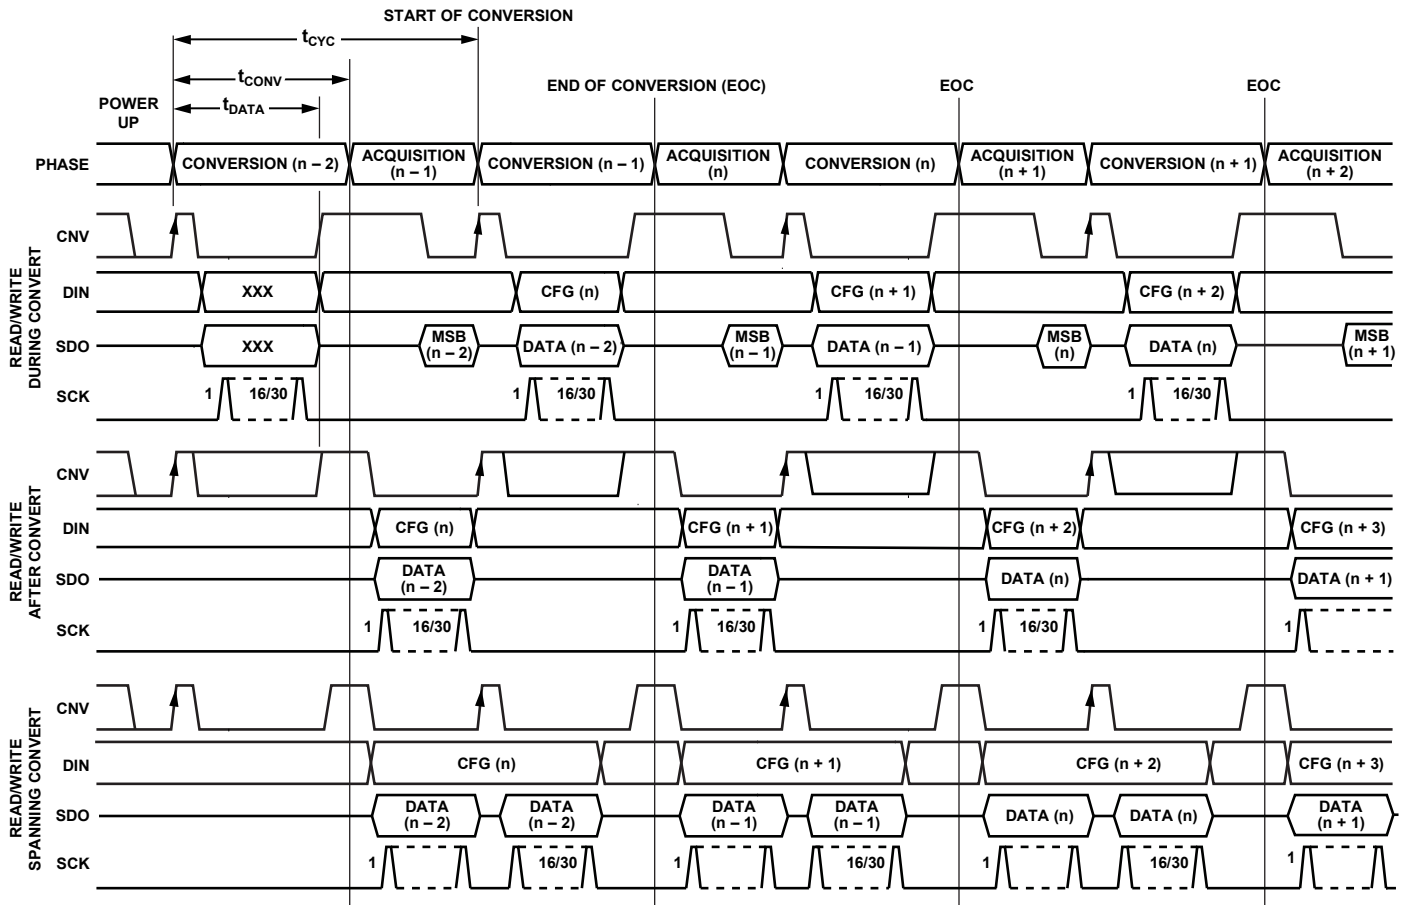 START OF CONVERSION
tCYC
tCONV
END OF CONVERSION (EOC) EOC EOC
POWER
UP
tDATA
PHASE CONVERSION (n – 2) ACQUISITION
(n – 1) CONVERSION (n – 1) ACQUISITION
(n) CONVERSION (n) ACQUISITION
(n + 1) CONVERSION (n + 1) ACQUISITION
(n + 2)
READ/WRITE
DURING CONVERT
CNV
DIN XXX CFG (n) CFG (n + 1) CFG (n + 2)
SDO XXX MSB
(n – 2) DATA (n – 2) MSB
(n – 1) DATA (n – 1) MSB
(n) DATA (n) MSB
(n + 1)
SCK 1 16/30 1 16/30 1 16/30 1 16/30
READ/WRITE
AFTER CONVERT
CNV
DIN CFG (n) CFG (n + 1) CFG (n + 2) CFG (n + 3)
SDO DATA
(n – 2) DATA
(n – 1) DATA (n) DATA (n + 1)
SCK 1 16/30 1 16/30 1 16/30 1
READ/WRITE
SPANNING CONVERT
CNV
DIN CFG (n) CFG (n + 1) CFG (n + 2) CFG (n + 3)
SDO DATA
(n – 2) DATA
(n – 2) DATA
(n – 1) DATA
(n – 1) DATA (n) DATA (n) DATA
(n + 1)
SCK 1 16/30 1 16/30 1 16/30 1